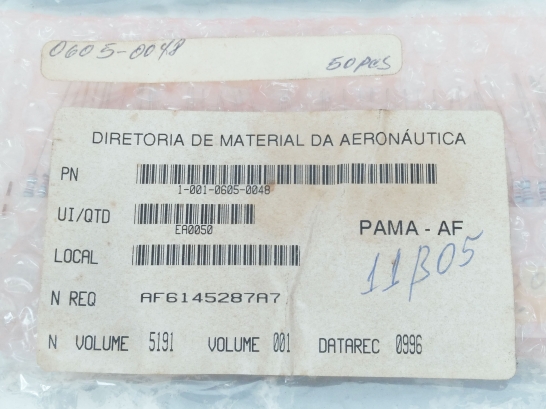 0605-0048 50 pcs
DIRETORIA DE MATERIAL DA AERONÁUTICA
PN
1-001-0605-0048
UI/QTD
EA0050
PAMA - AF
LOCAL
11B05
N REQ AF6145287A7
N VOLUME 5191 VOLUME 001 DATAREC 0996